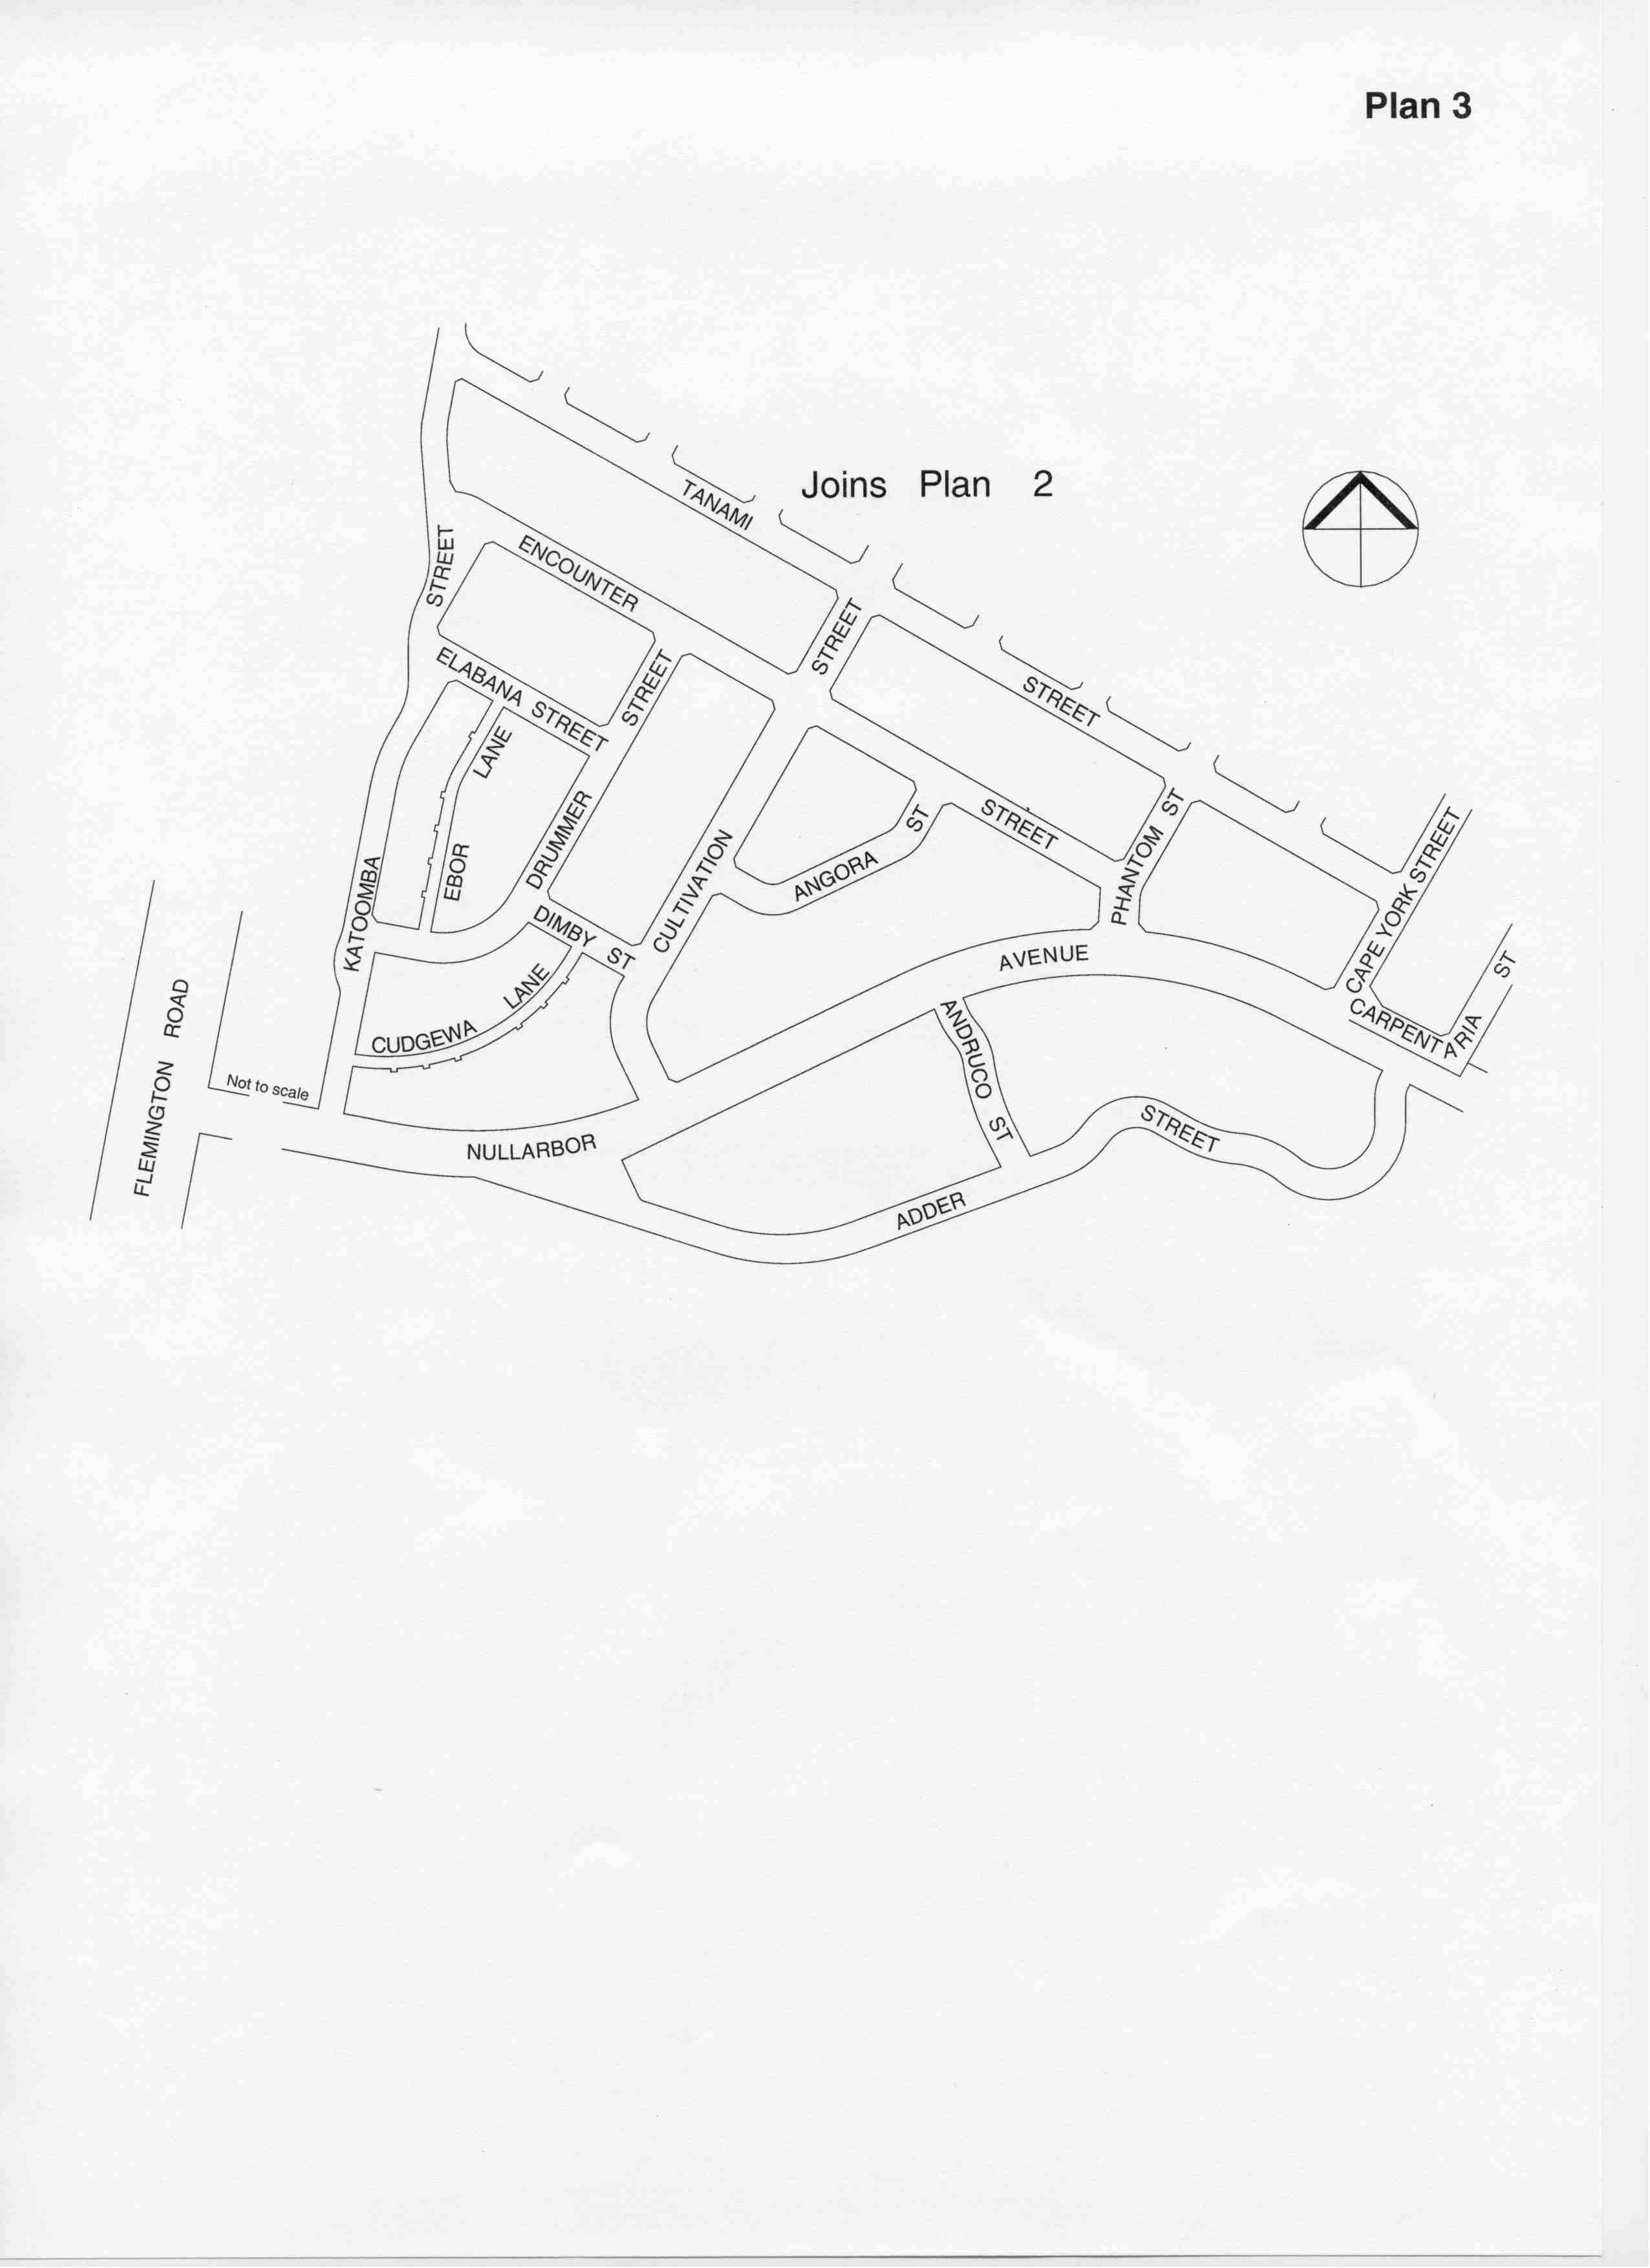 Plan 3
Joins Plan 2
TANAMI
STREET
ENCOUNTER
STREET
STREET
STREET
ELABANA STREET
STREET
LANE
EBOR
DRUMMER
STREET
PHANTOM ST
CAPE YORK STREET
ANGORA
ST
CULTIVATION
KATOOMBA
DIMBY ST
LANE
CUDGEWA
AVENUE
CARPENTARIA ST
FLEMINGTON ROAD
Not to scale
ANDRUCO ST
NULLARBOR
STREET
ADDER